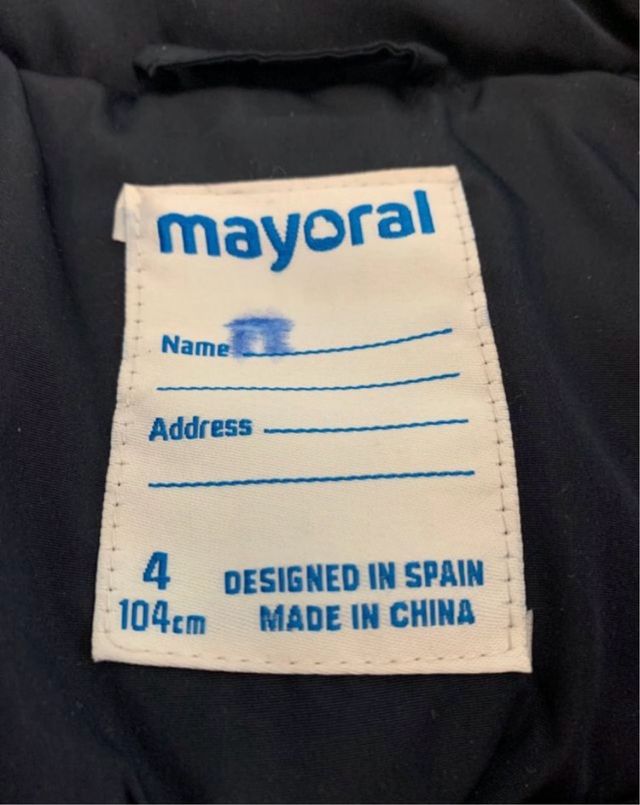 mayoral
Name
Address
4 DESIGNED IN SPAIN
104cm MADE IN CHINA